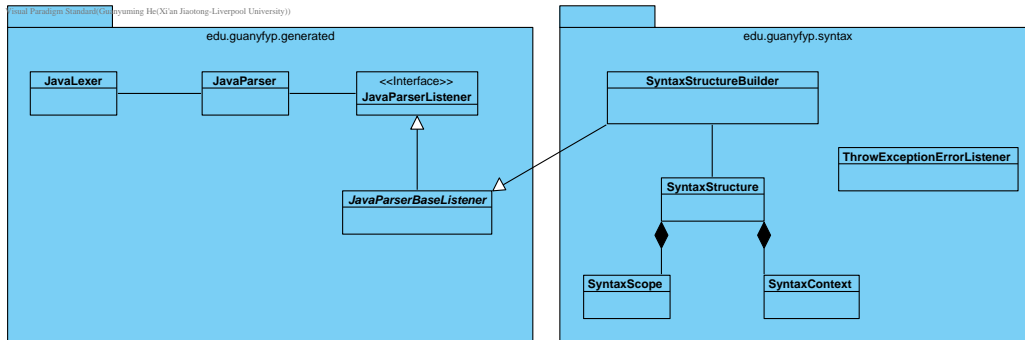 Visual Paradigm Standard(Guanyuming He(Xi'an Jiaotong-Liverpool University))
edu.guanyfyp.generated
JavaLexer
JavaParser
<<Interface>>
JavaParserListener
JavaParserBaseListener
edu.guanyfyp.syntax
SyntaxStructureBuilder
ThrowExceptionErrorListener
SyntaxStructure
SyntaxScope
SyntaxContext